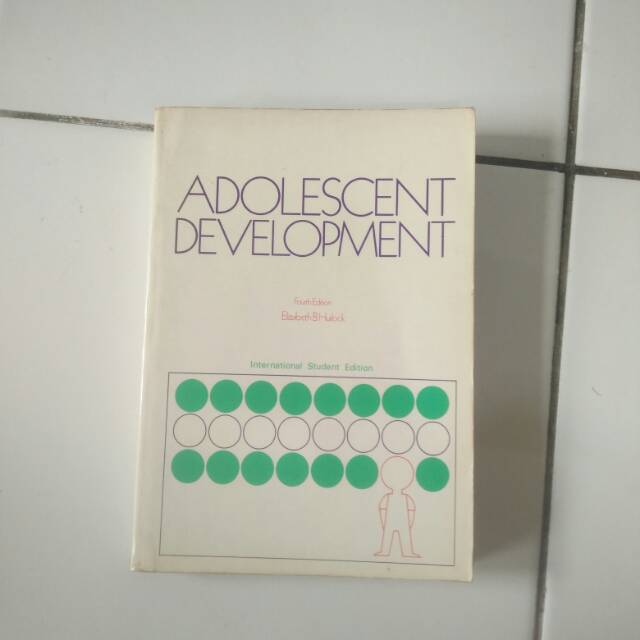 ADOLESCENT
DEVELOPMENT
Fourth Edition
Elizabeth B. Hurlock
International Student Edition